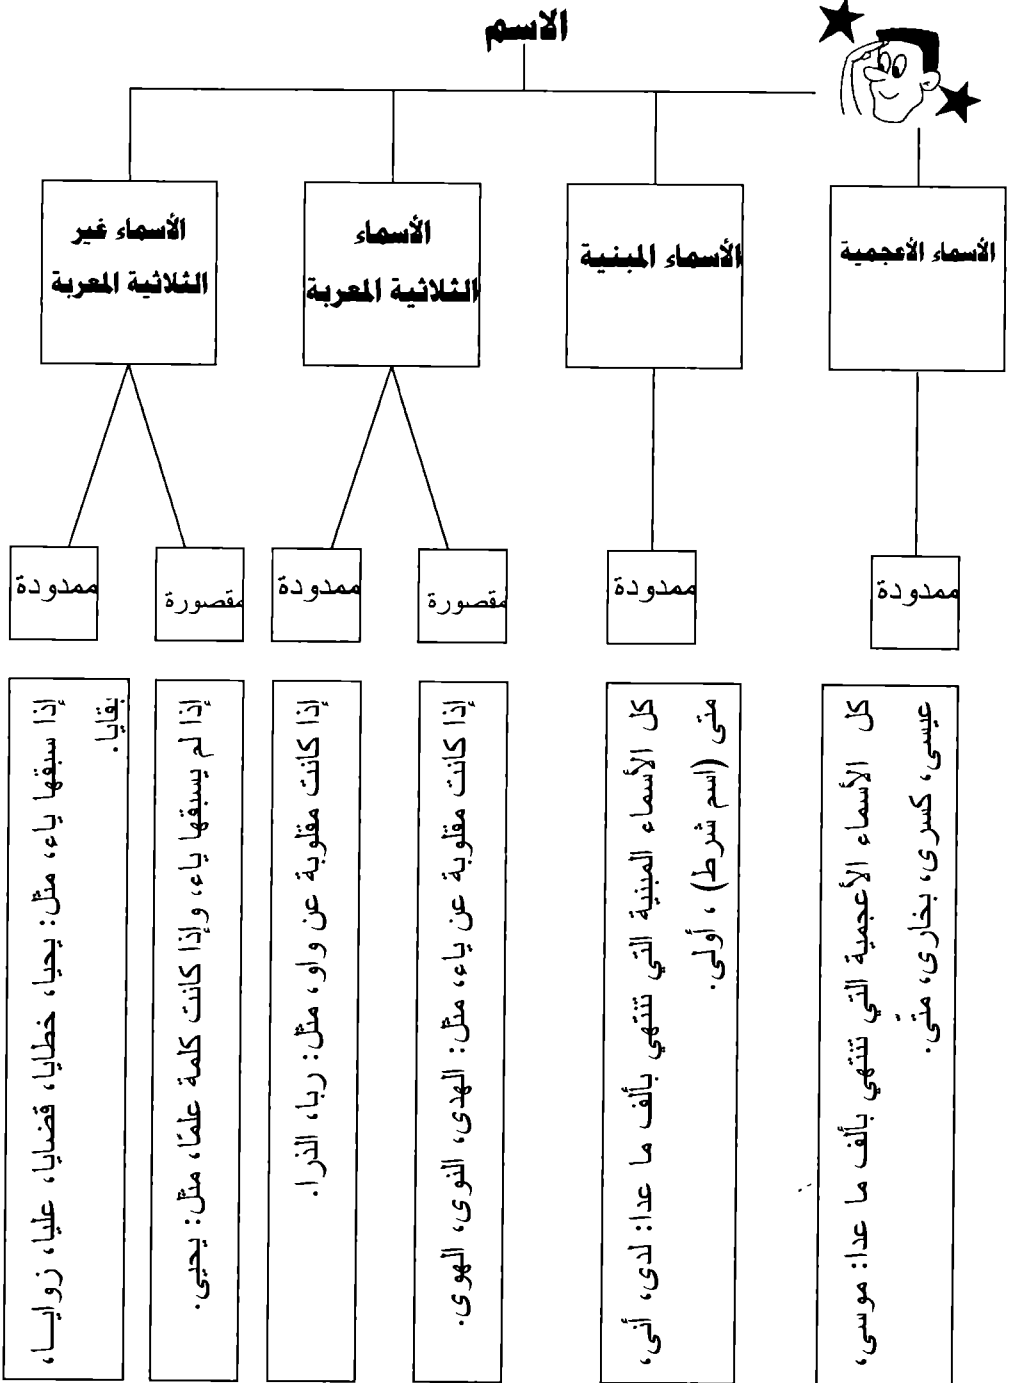 الاسم
الأسماء الأعجمية
الأسماء المبنية
الأسماء
الثلاثية المعربة
الأسماء غير
الثلاثية المعربة
ممدودة
ممدودة
مقصورة
ممدودة
مقصورة
ممدودة
كل الأسماء الأعجمية التي تنتهي بألف ما عدا: موسى،
عيسى، كسرى، بخارى، متّى.
كل الأسماء المبنية التي تنتهي بألف ما عدا: لدى، أنى،
متى (اسم شرط) ، أولى.
إذا كانت مقلوبة عن ياء، مثل: الهدى، النوى، الهوى.
إذا كانت مقلوبة عن واو، مثل: ربا، الذرا.
إذا لم يسبقها ياء، وإذا كانت كلمة علمًا، مثل: يحيى.
إذا سبقها ياء، مثل: يحيا، خطايا، قضايا، عليا، زوايا،
بقايا.